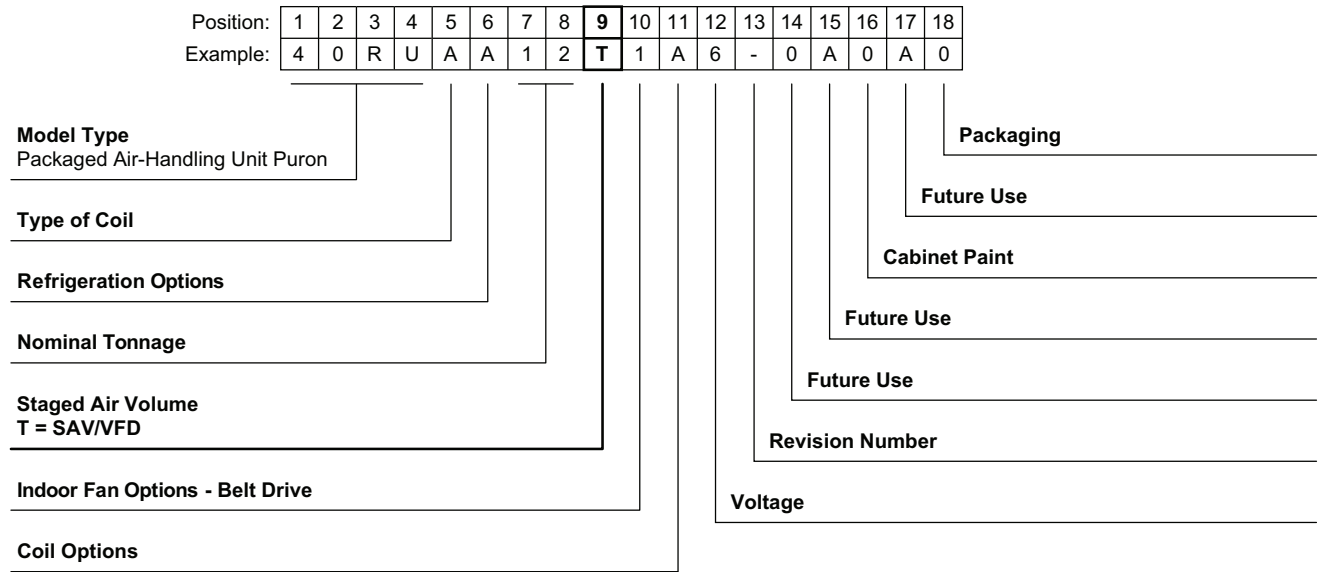 Position: 1 2 3 4 5 6 7 8 9 10 11 12 13 14 15 16 17 18
Example: 4 0 R U A A 1 2 T 1 A 6 - 0 A 0 A 0
Model Type
Packaged Air-Handling Unit Puron
Type of Coil
Refrigeration Options
Nominal Tonnage
Staged Air Volume
T = SAV/VFD
Indoor Fan Options - Belt Drive
Coil Options
Packaging
Future Use
Cabinet Paint
Future Use
Future Use
Revision Number
Voltage